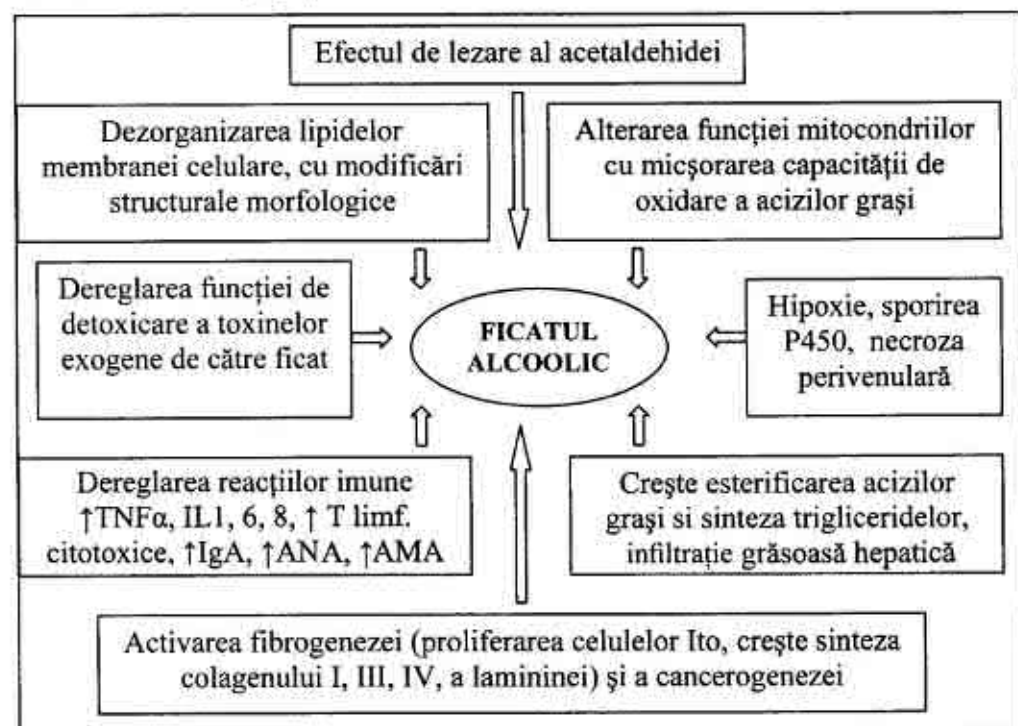 Efectul de lezare al acetaldehidei
Dezorganizarea lipidelor
membranei celulare, cu modificări
structurale morfologice
Alterarea funcției mitocondriilor
cu micșorarea capacității de
oxidare a acizilor grași
Dereglarea funcției de
detoxicare a toxinelor
exogene de către ficat
FICATUL
ALCOOLIC
Hipoxie, sporirea
P450, necroza
perivenulară
Dereglarea reacțiilor imune
↑TNFα, IL1, 6, 8, ↑ T limf.
citotoxice, ↑IgA, ↑ANA, ↑AMA
Crește esterificarea acizilor
grași si sinteza trigliceridelor,
infiltrație grăsoasă hepatică
Activarea fibrogenezei (proliferarea celulelor Ito, crește sinteza
colagenului I, III, IV, a lamininei) și a cancerogenezei